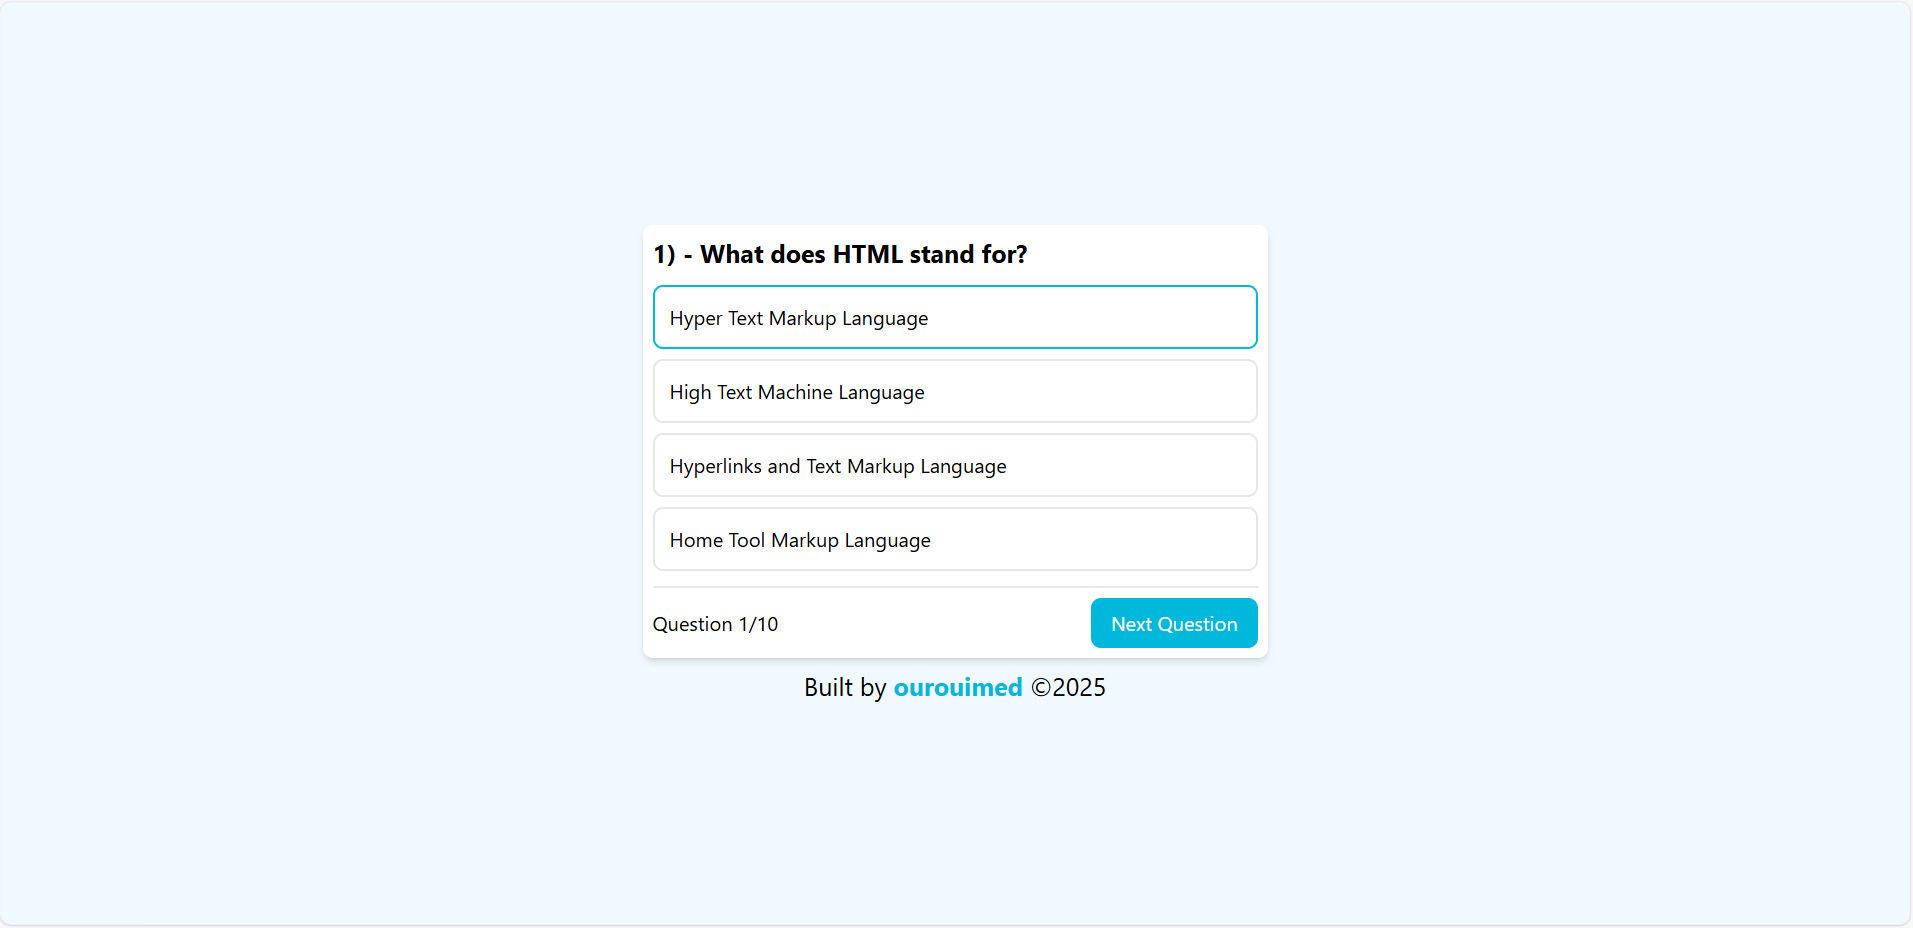 1) - What does HTML stand for?
Hyper Text Markup Language
High Text Machine Language
Hyperlinks and Text Markup Language
Home Tool Markup Language
Question 1/10
Next Question
Built by ourouimed ©2025